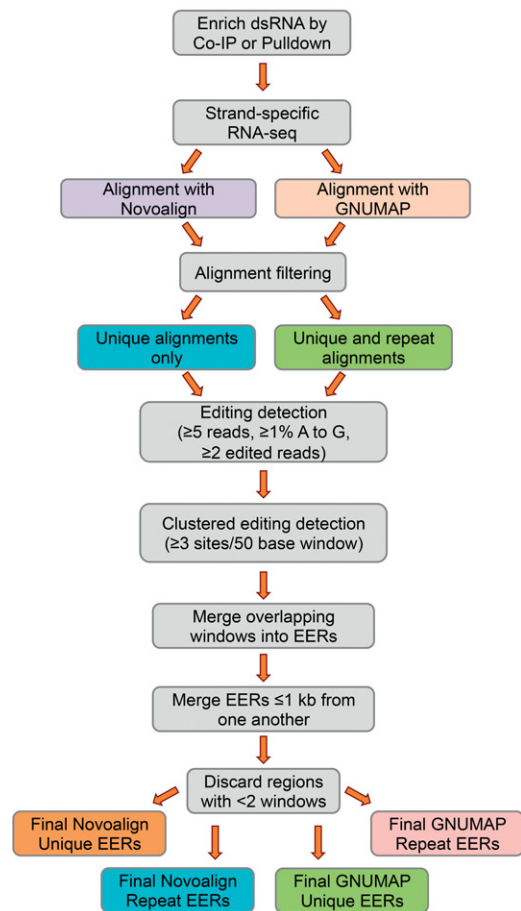 Enrich dsRNA by
Co-IP or Pulldown
Strand-specific
RNA-seq
Alignment with
Novoalign
Alignment with
GNUMAP
Alignment filtering
Unique alignments
only
Unique and repeat
alignments
Editing detection
(≥5 reads, ≥1% A to G,
≥2 edited reads)
Clustered editing detection
(≥3 sites/50 base window)
Merge overlapping
windows into EERs
Merge EERs ≤1 kb from
one another
Discard regions
with <2 windows
Final Novoalign
Unique EERs
Final GNUMAP
Repeat EERs
Final Novoalign
Repeat EERs
Final GNUMAP
Unique EERs